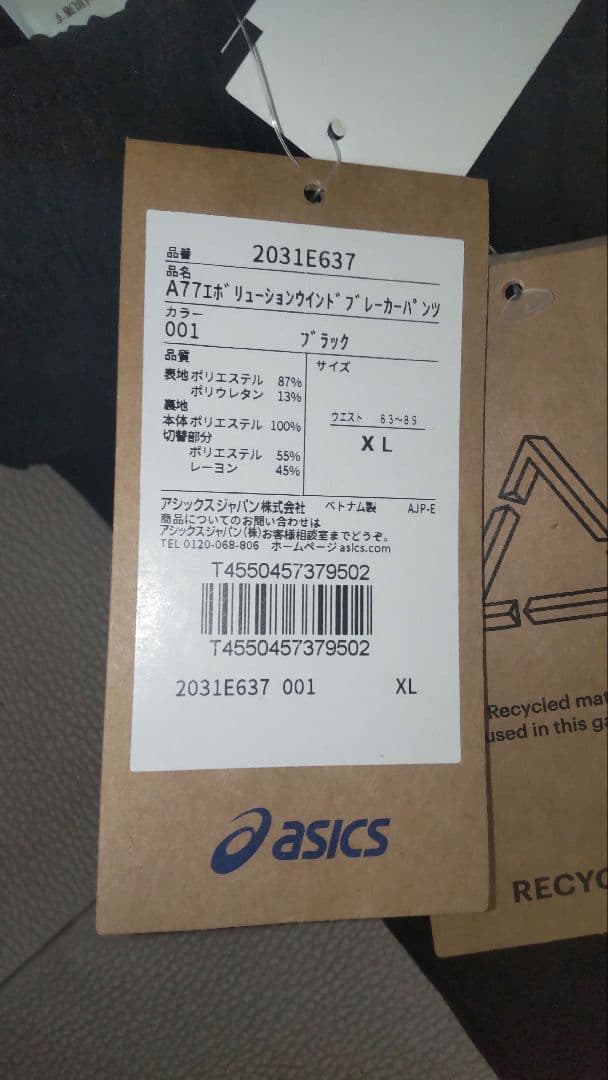 品番 2031E637
品名
A77ｴﾎﾞﾘｭｰｼｮﾝｳｲﾝﾄﾞﾌﾞﾚｰｶｰﾊﾟﾝﾂ
カラー
001 ﾌﾞﾗｯｸ
品質
表地 ポリエステル 87%
ポリウレタン 13%
裏地
本体 ポリエステル 100%
切替部分
ポリエステル 55%
レーヨン 45%
サイズ
ｳｴｽﾄ 83~89
XL
アシックスジャパン株式会社 ベトナム製 AJP-E
商品についてのお問い合わせは
アシックスジャパン(株)お客様相談室までどうぞ。
TEL 0120-068-806 ホームページasics.com
T4550457379502
T4550457379502
2031E637 001 XL
asics
Recycled
used in this